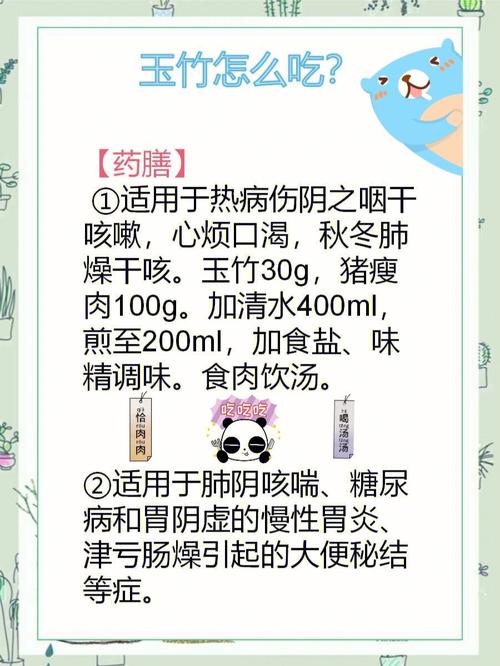 玉竹怎么吃?
【药膳】
①适用于热病伤阴之咽干
咳嗽，心烦口渴，秋冬肺
燥干咳。玉竹30g，猪瘦
肉100g。加清水400ml，
煎至200ml，加食盐、味
精调味。食肉饮汤。
恰肉肉
吃吃吃
喝汤汤
②适用于肺阴咳喘、糖尿
病和胃阴虚的慢性胃炎、
津亏肠燥引起的大便秘结
等症。